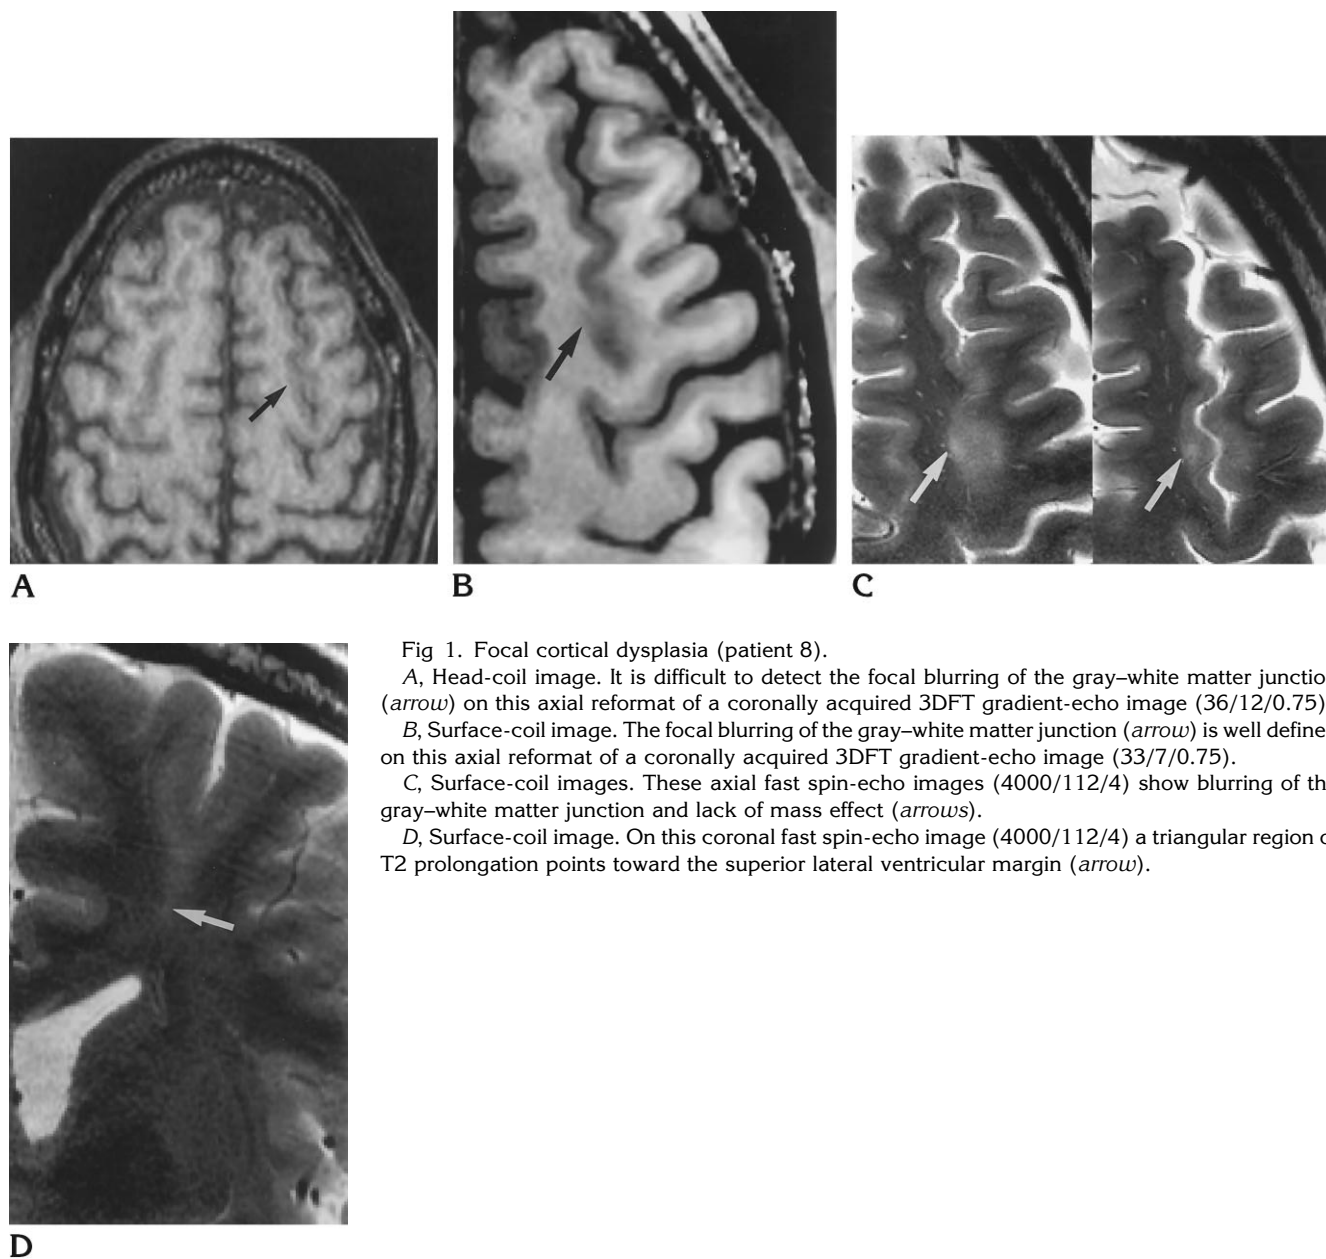 A
B
C
D
Fig 1. Focal cortical dysplasia (patient 8).
A, Head-coil image. It is difficult to detect the focal blurring of the gray–white matter junctio
(arrow) on this axial reformat of a coronally acquired 3DFT gradient-echo image (36/12/0.75)
B, Surface-coil image. The focal blurring of the gray–white matter junction (arrow) is well define
on this axial reformat of a coronally acquired 3DFT gradient-echo image (33/7/0.75).
C, Surface-coil images. These axial fast spin-echo images (4000/112/4) show blurring of th
gray–white matter junction and lack of mass effect (arrows).
D, Surface-coil image. On this coronal fast spin-echo image (4000/112/4) a triangular region o
T2 prolongation points toward the superior lateral ventricular margin (arrow).